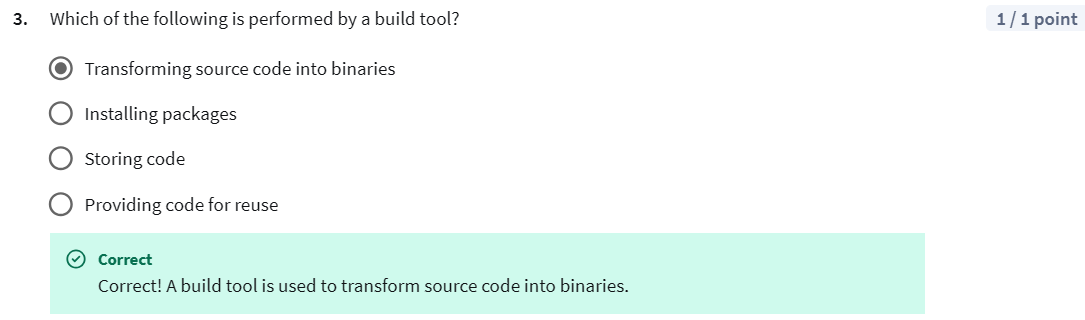 3. Which of the following is performed by a build tool? 1 / 1 point
Transforming source code into binaries
Installing packages
Storing code
Providing code for reuse
Correct
Correct! A build tool is used to transform source code into binaries.